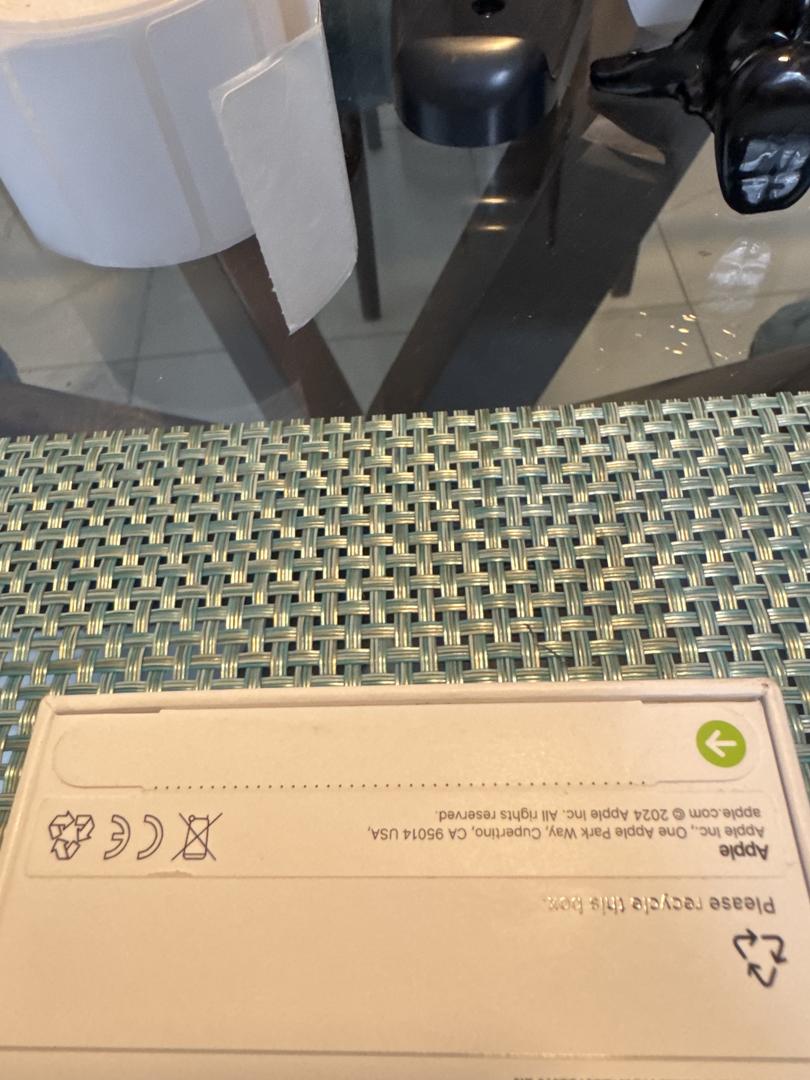 Please recycle this box.
Apple
Apple Inc., One Apple Park Way, Cupertino, CA 95014 USA,
apple.com © 2024 Apple Inc. All rights reserved.